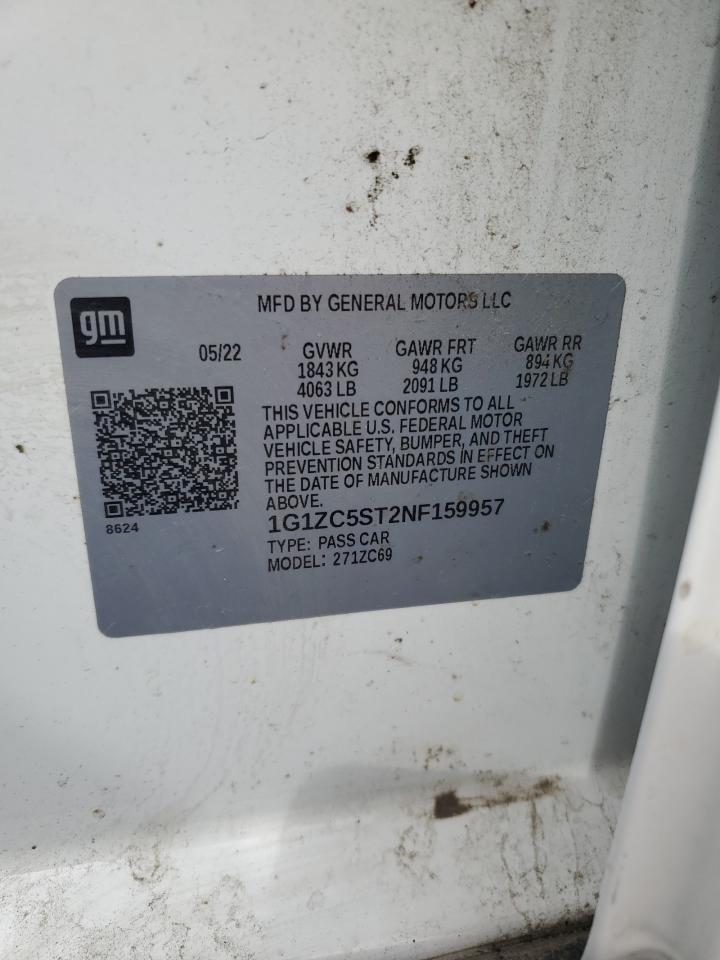 gm
MFD BY GENERAL MOTORS LLC
05/22 GVWR GAWR FRT GAWR RR
1843 KG 948 KG 894 KG
4063 LB 2091 LB 1972 LB
THIS VEHICLE CONFORMS TO ALL
APPLICABLE U.S. FEDERAL MOTOR
VEHICLE SAFETY, BUMPER, AND THEFT
PREVENTION STANDARDS IN EFFECT ON
THE DATE OF MANUFACTURE SHOWN
ABOVE.
8624
1G1ZC5ST2NF159957
TYPE: PASS CAR
MODEL: 271ZC69